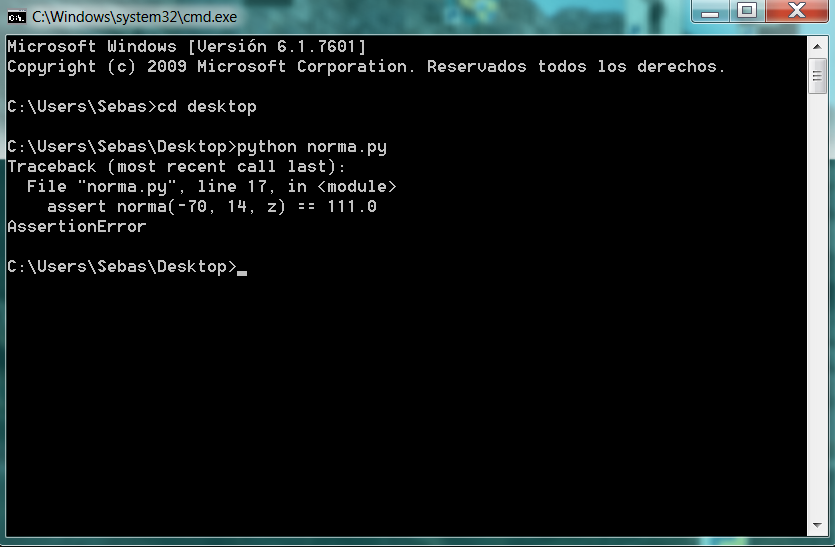 C:\Windows\system32\cmd.exe
Microsoft Windows [Versión 6.1.7601]
Copyright (c) 2009 Microsoft Corporation. Reservados todos los derechos.
C:\Users\Sebas>cd desktop
C:\Users\Sebas\Desktop>python norma.py
Traceback (most recent call last):
  File "norma.py", line 17, in <module>
    assert norma(-70, 14, z) == 111.0
AssertionError
C:\Users\Sebas\Desktop>_